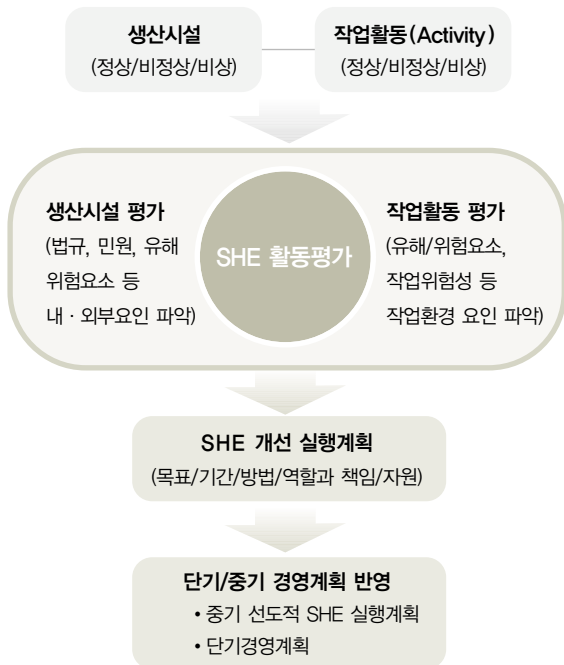 생산시설
(정상/비정상/비상)
작업활동(Activity)
(정상/비정상/비상)
생산시설 평가
(법규, 민원, 유해
위험요소 등
내·외부요인 파악)
SHE 활동평가
작업활동 평가
(유해/위험요소,
작업위험성 등
작업환경 요인 파악)
SHE 개선 실행계획
(목표/기간/방법/역할과 책임/자원)
단기/중기 경영계획 반영
• 중기 선도적 SHE 실행계획
• 단기경영계획